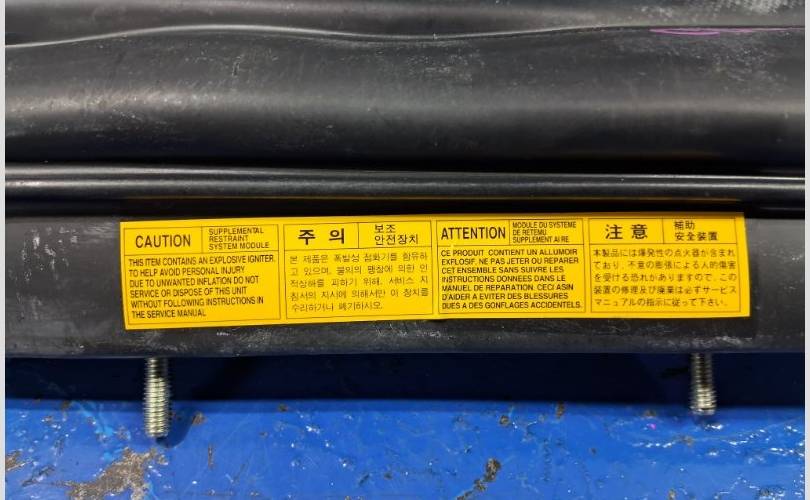 CAUTION
SUPPLEMENTAL
RESTRAINT
SYSTEM MODULE
THIS ITEM CONTAINS AN EXPLOSIVE IGNITER.
TO HELP AVOID PERSONAL INJURY
DUE TO UNWANTED INFLATION DO NOT
SERVICE OR DISPOSE OF THIS UNIT
WITHOUT FOLLOWING INSTRUCTIONS IN
THE SERVICE MANUAL
주 의
보조
안전장치
본 제품은 폭발성 점화기를 함유하
고 있으며, 불의의 팽창에 의한 인
적상해를 피하기 위해, 서비스 지
침서의 지시에 의해서만 이 장치를
수리하거나 폐기하시오.
ATTENTION
MODULE DU SYSTEME
DE RETEMU
SUPPLEMENT AI RE
CE PRODUIT CONTIENT UN ALLUMOIR
EXPLOSIF. NE PAS JETER OU REPARER
CET ENSEMBLE SANS SUIVRE LES
INSTRUCTIONS DONNEES DANS LE
MANUEL DE REPARATION. CECI ASIN
D'AIDER A EVITER DES BLESSURES
DUES A DES GONFLAGES ACCIDENTELS.
注 意
補助
安全装置
本製品には爆発性の点火器が含まれ
ており、不意の膨張による人的傷害
を受ける恐れがありますので、この
装置の修理及び廃棄は必ずサービス
マニュアルの指示に従って下さい.